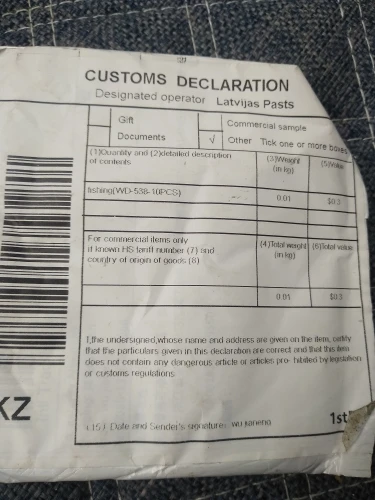 CUSTOMS DECLARATION
Designated operator Latvijas Pasts
Gift
Commercial sample
Documents
√ Other Tick one or more boxes
(1)Quantity and (2)detailed description
of contents
(3)Weight
(in kg)
(5)Value
fishing(WD-538-10PCS)
0.01
$0.3
For commercial items only
if known HS tariff number (7) and
country of origin of goods (8)
(4)Total weight
(in kg)
(6)Total value
0.01
$0.3
I,the undersigned,whose name and address are given on the item, certify
that the particulars given in this declaration are correct and that this item
does not contain any dangerous article or articles pro- hibited by legislation
or customs regulations
(15) Date and Sender's signature:
1st
KZ